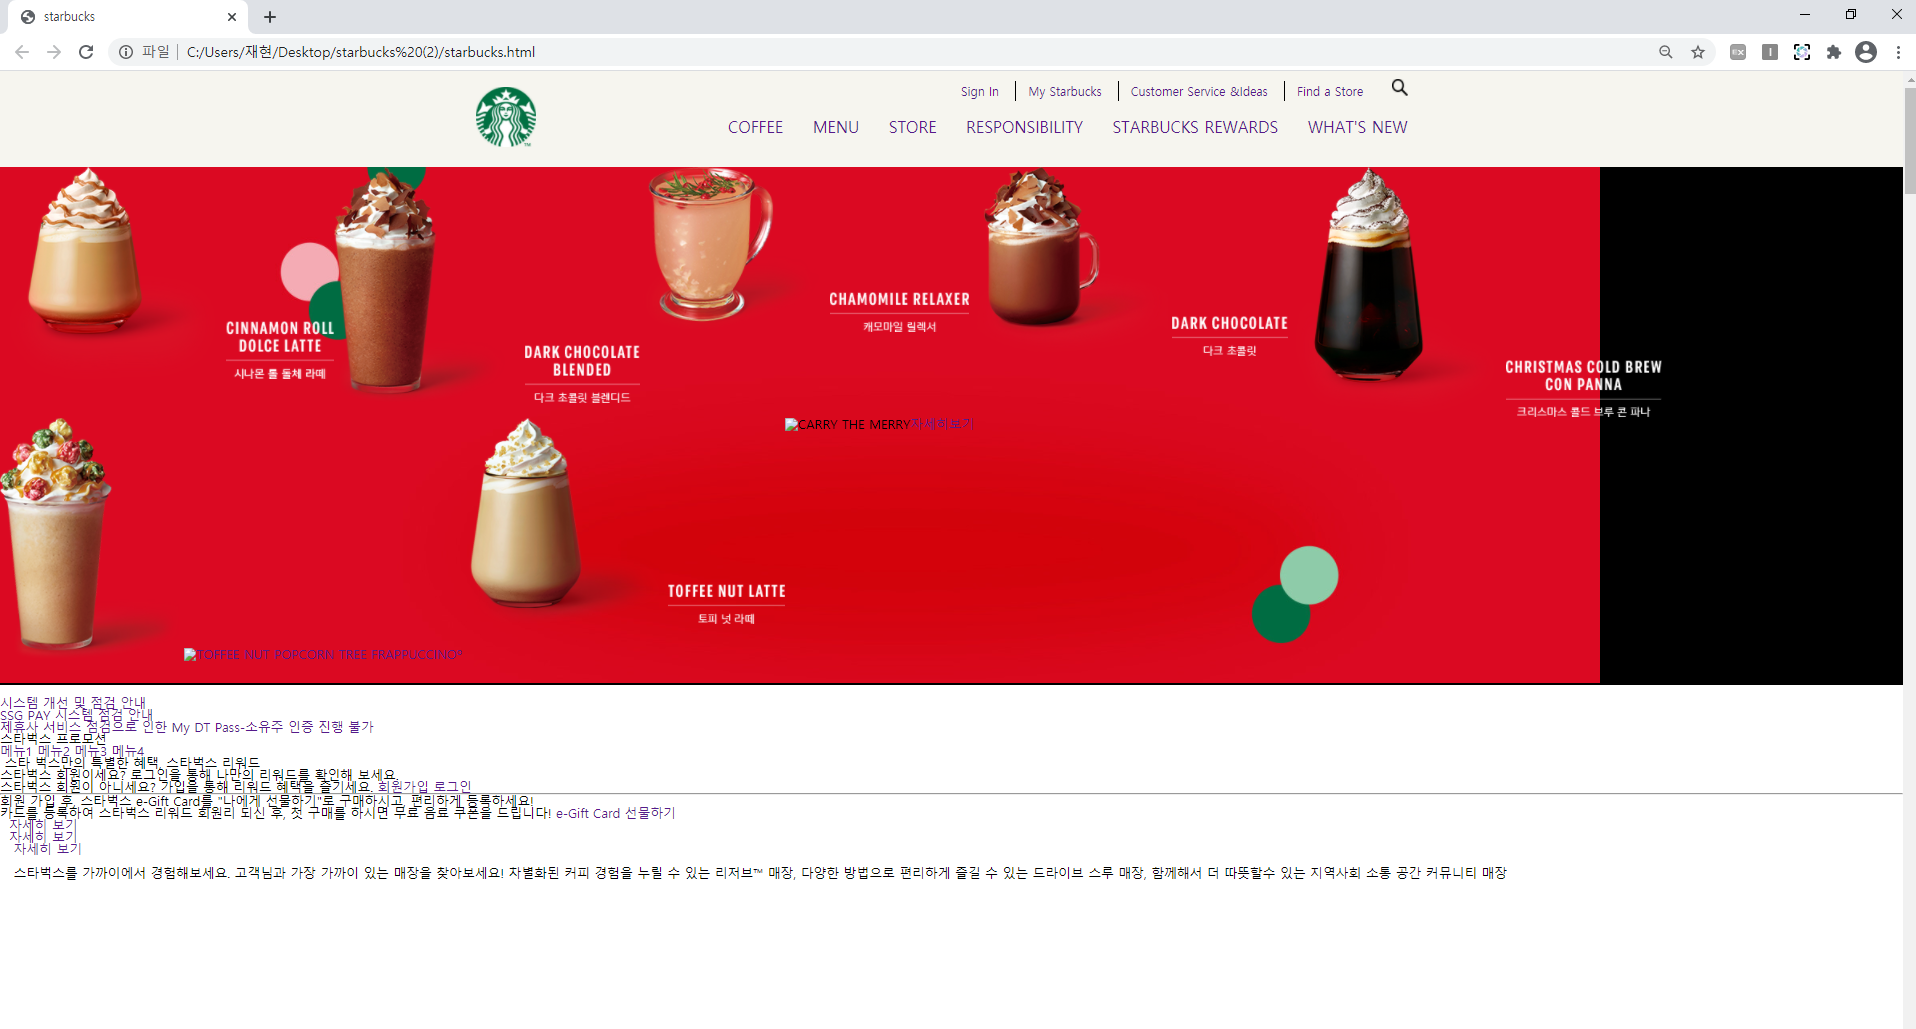 starbucks
파일
C:/Users/재현/Desktop/starbucks%20(2)/starbucks.html
EX
I
Sign In
My Starbucks
Customer Service &Ideas
Find a Store
COFFEE
MENU
STORE
RESPONSIBILITY
STARBUCKS REWARDS
WHAT'S NEW
TM
CINNAMON ROLL
DOLCE LATTE
시나몬 롤 돌체 라떼
DARK CHOCOLATE
BLENDED
다크 초콜릿 블렌디드
CHAMOMILE RELAXER
캐모마일 릴렉서
DARK CHOCOLATE
다크 초콜릿
CHRISTMAS COLD BREW
CON PANNA
크리스마스 콜드 브루 콘 파나
CARRY THE MERRY자세히보기
TOFFEE NUT LATTE
토피 넛 라떼
TOFFEE NUT POPCORN TREE FRAPPUCCINO®
시스템 개선 및 점검 안내
SSG PAY 시스템 점검 안내
제휴사 서비스 점검으로 인한 My DT Pass-소유주 인증 진행 불가
스타벅스 프로모션
메뉴1 메뉴2 메뉴3 메뉴4
스타 벅스만의 특별한 혜택, 스타벅스 리워드
스타벅스 회원이세요? 로그인을 통해 나만의 리워드를 확인해 보세요.
스타벅스 회원이 아니세요? 가입을 통해 리워드 혜택을 즐기세요. 회원가입 로그인
회원 가입 후, 스타벅스 e-Gift Card를 "나에게 선물하기"로 구매하시고, 편리하게 등록하세요!
카드를 등록하여 스타벅스 리워드 회원리 되신 후, 첫 구매를 하시면 무료 음료 쿠폰을 드립니다! e-Gift Card 선물하기
자세히 보기
자세히 보기
자세히 보기
스타벅스를 가까이에서 경험해보세요. 고객님과 가장 가까이 있는 매장을 찾아보세요! 차별화된 커피 경험을 누릴 수 있는 리저브™ 매장, 다양한 방법으로 편리하게 즐길 수 있는 드라이브 스루 매장, 함께해서 더 따뜻할수 있는 지역사회 소통 공간 커뮤니티 매장